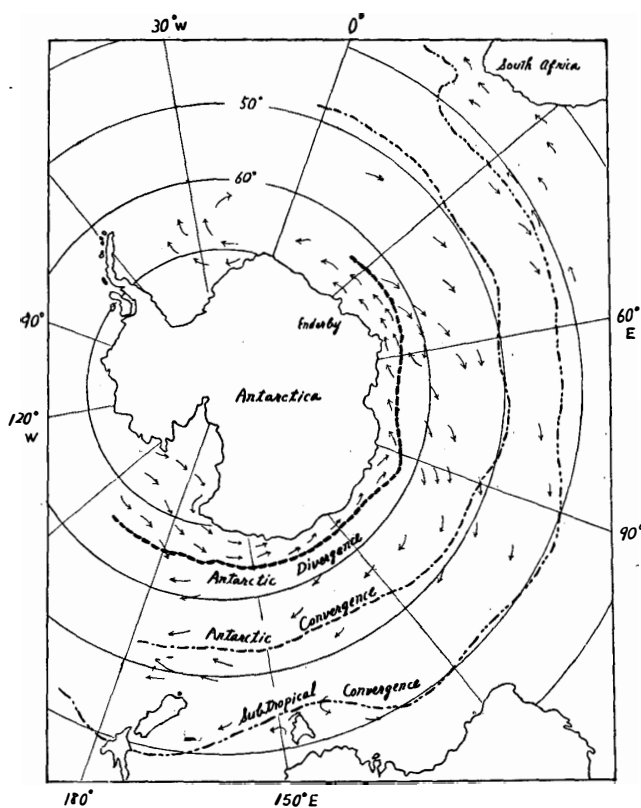 30°W
0°
South Africa
50°
60°
Enderby
60°
E
90°
Antarctica
120°
W
90°
Antarctic Divergence
Antarctic Convergence
Subtropical Convergence
180°
150°E